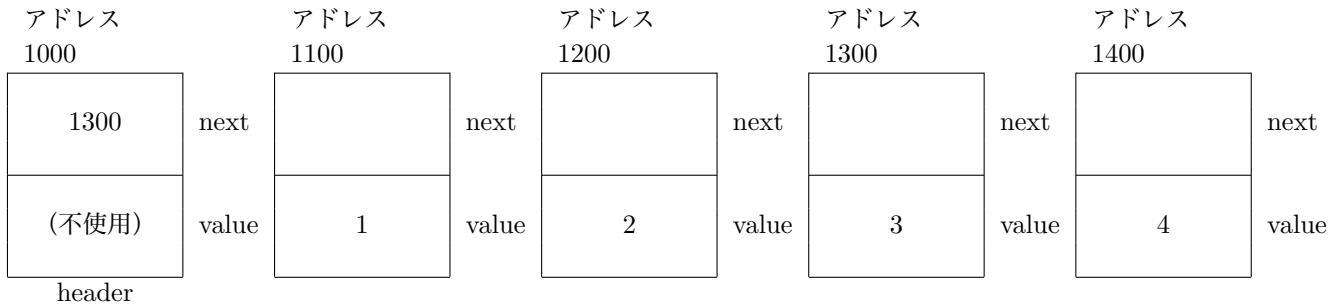 アドレス アドレス アドレス アドレス アドレス
1000 1100 1200 1300 1400
1300 next next next next next
(不使用) value 1 value 2 value 3 value 4 value
header